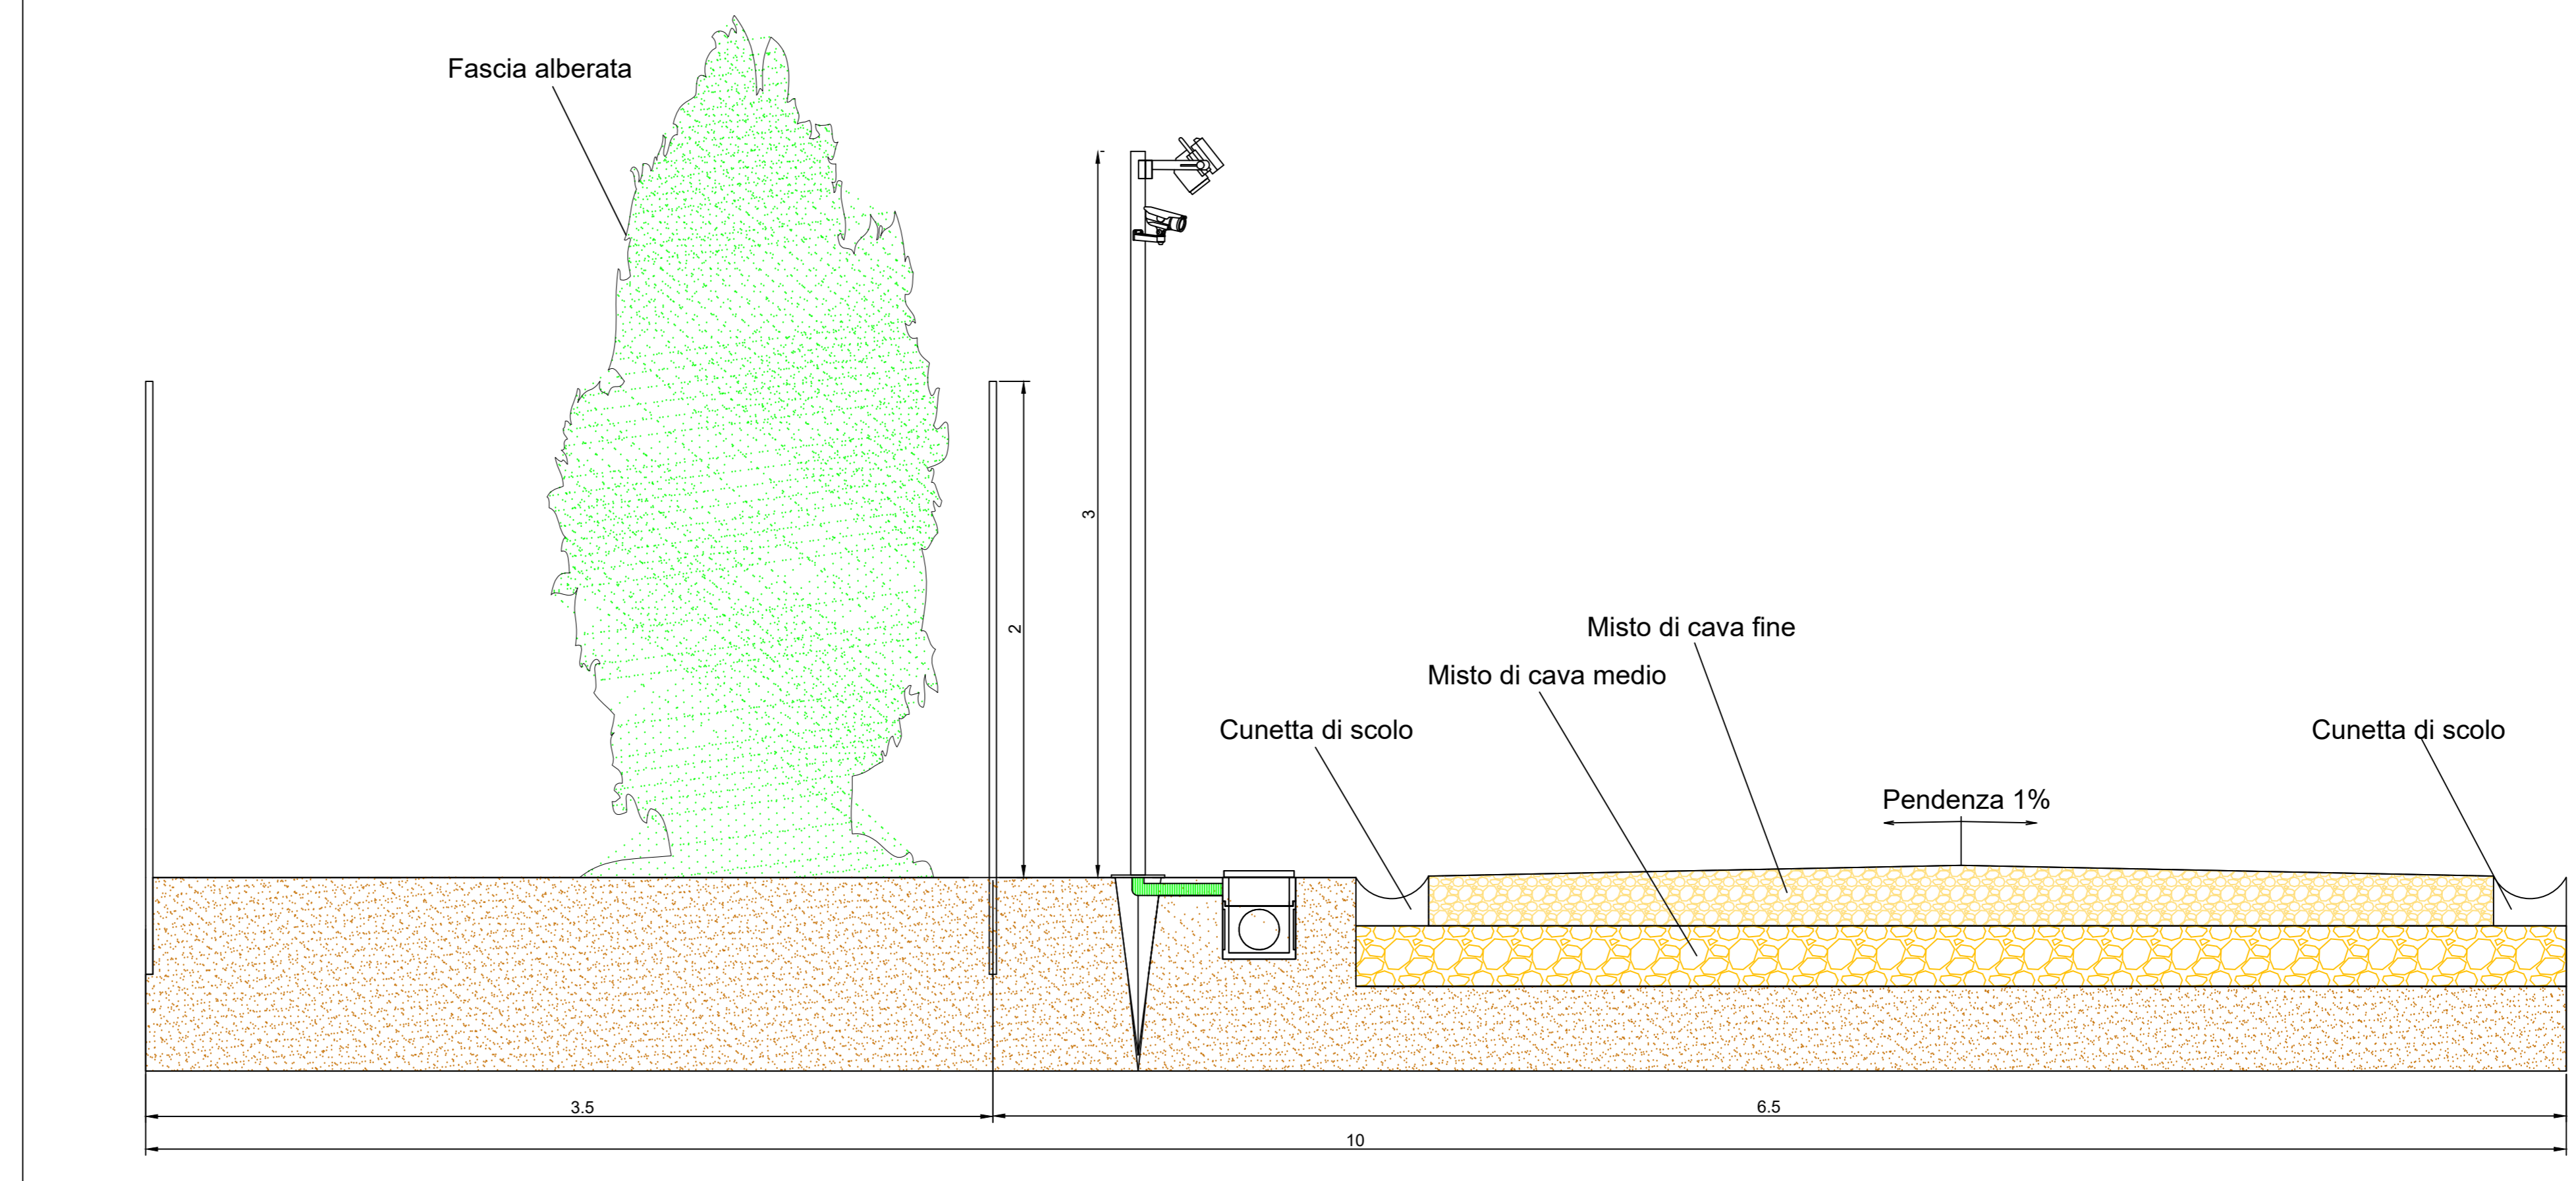 Fascia alberata
3
2
Misto di cava fine
Misto di cava medio
Cunetta di scolo
Cunetta di scolo
Pendenza 1%
3.5
6.5
10